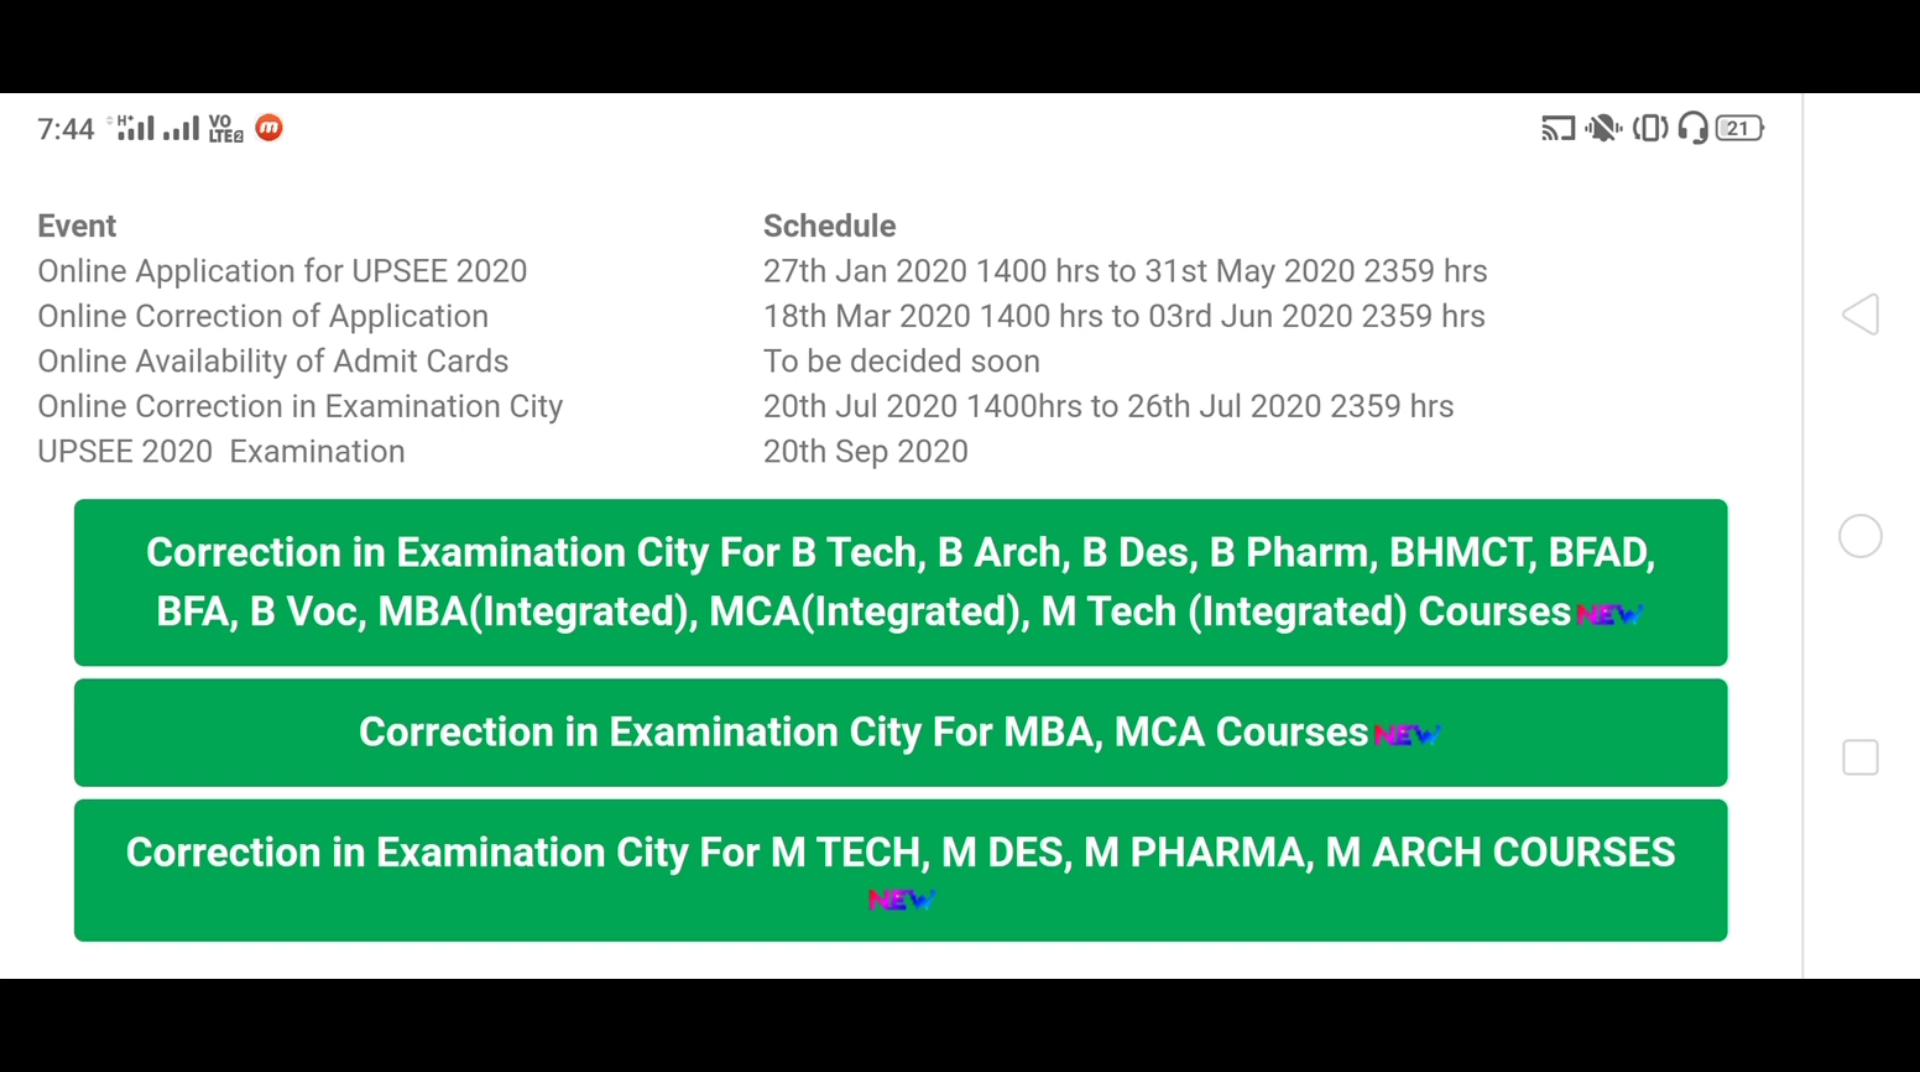 7:44 H+ VO LTE2 m 21
Event Schedule
Online Application for UPSEE 2020 27th Jan 2020 1400 hrs to 31st May 2020 2359 hrs
Online Correction of Application 18th Mar 2020 1400 hrs to 03rd Jun 2020 2359 hrs
Online Availability of Admit Cards To be decided soon
Online Correction in Examination City 20th Jul 2020 1400hrs to 26th Jul 2020 2359 hrs
UPSEE 2020 Examination 20th Sep 2020
Correction in Examination City For B Tech, B Arch, B Des, B Pharm, BHMCT, BFAD,
BFA, B Voc, MBA(Integrated), MCA(Integrated), M Tech (Integrated) Courses NEW
Correction in Examination City For MBA, MCA Courses NEW
Correction in Examination City For M TECH, M DES, M PHARMA, M ARCH COURSES
NEW